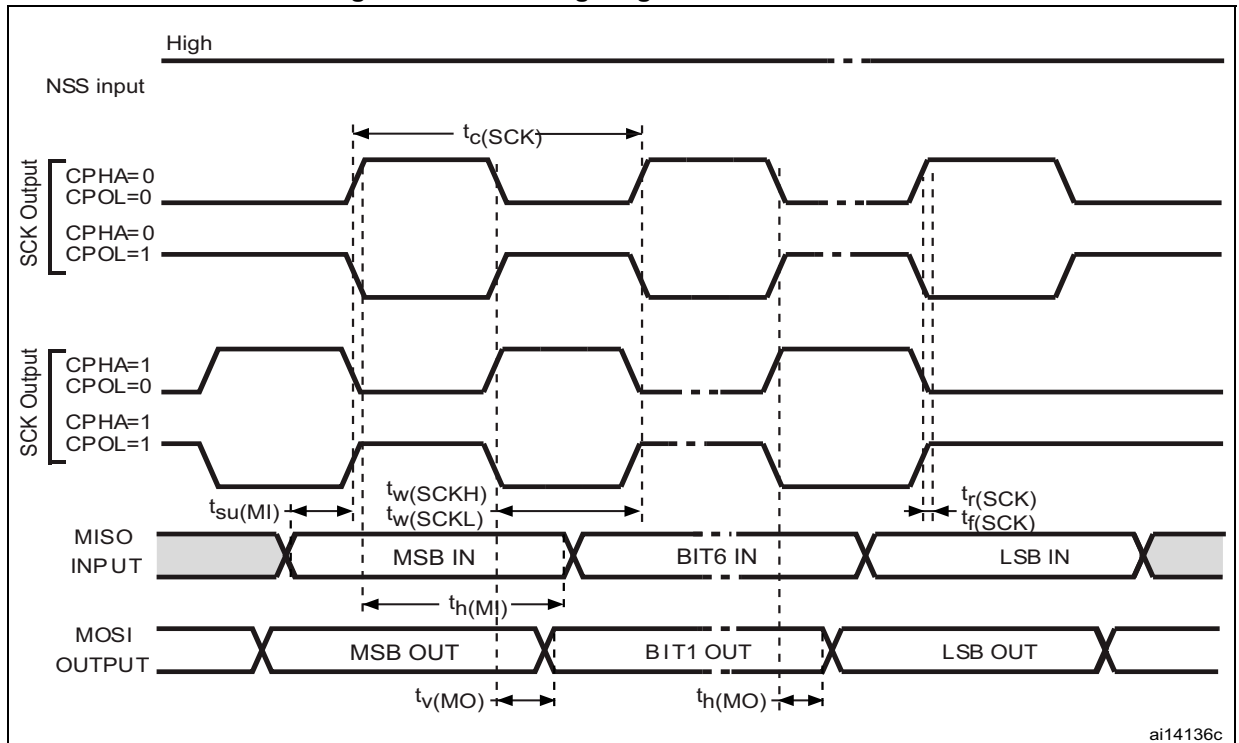 High
NSS input
tc(SCK)
SCK Output
CPHA=0
CPOL=0
CPHA=0
CPOL=1
SCK Output
CPHA=1
CPOL=0
CPHA=1
CPOL=1
tsu(MI)
tw(SCKH)
tw(SCKL)
tr(SCK)
tf(SCK)
MISO
INPUT
MSB IN
BIT6 IN
LSB IN
th(MI)
MOSI
OUTPUT
MSB OUT
BIT1 OUT
LSB OUT
tv(MO)
th(MO)
ai14136c